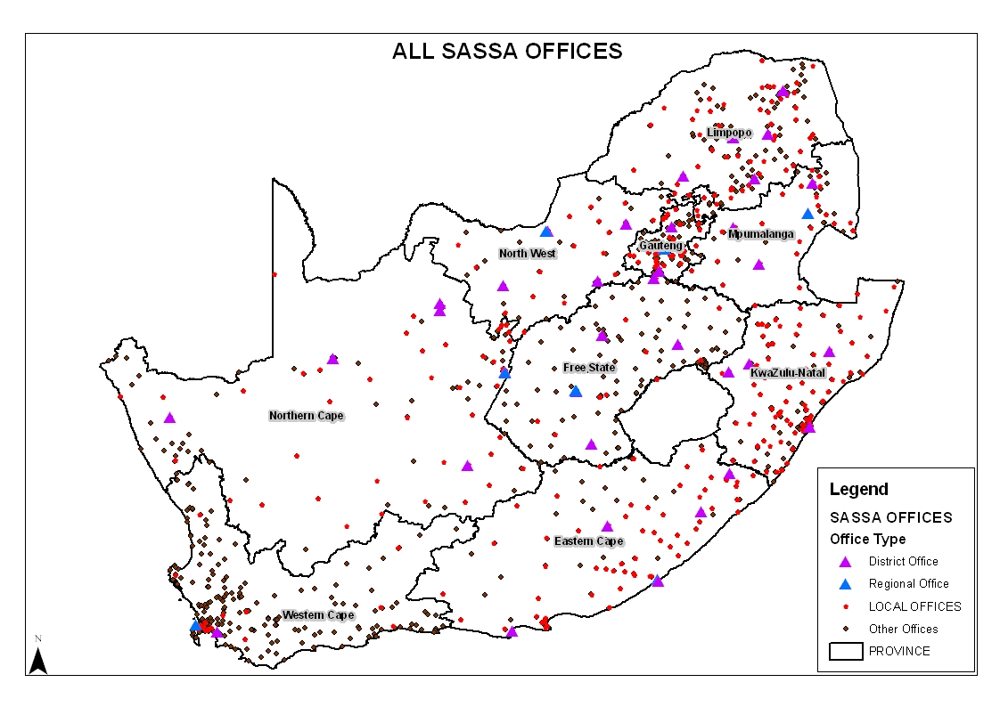 ALL SASSA OFFICES
Limpopo
Mpumalanga
Gauteng
North West
Free State
KwaZulu-Natal
Northern Cape
Eastern Cape
Western Cape
N
Legend
SASSA OFFICES
Office Type
District Office
Regional Office
LOCAL OFFICES
Other Offices
PROVINCE